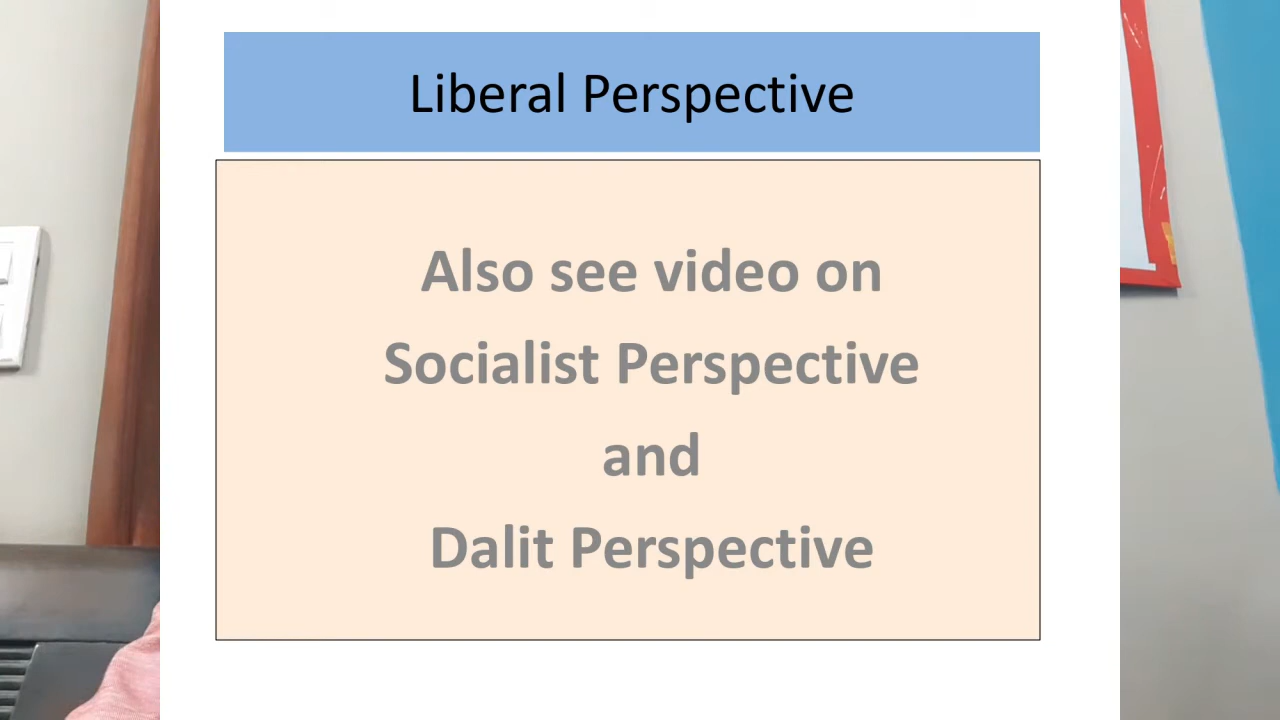 Liberal Perspective
Also see video on
Socialist Perspective
and
Dalit Perspective